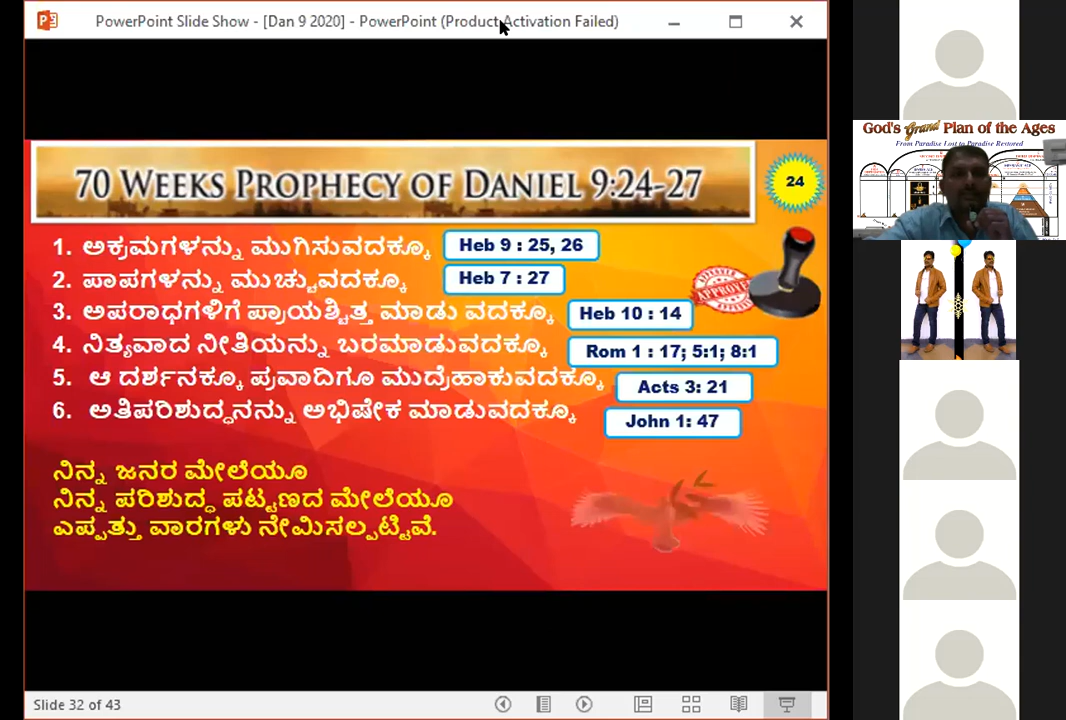 PowerPoint Slide Show - [Dan 9 2020] - PowerPoint (Product Activation Failed)
70 WEEKS PROPHECY OF DANIEL 9:24-27
24
1. ಅಕ್ರಮಗಳನ್ನು ಮುಗಿಸುವದಕ್ಕೂ Heb 9 : 25, 26
2. ಪಾಪಗಳನ್ನು ಮುಚ್ಚುವದಕ್ಕೂ Heb 7 : 27
3. ಅಪರಾಧಗಳಿಗೆ ಪ್ರಾಯಶ್ಚಿತ್ತ ಮಾಡು ವದಕ್ಕೂ Heb 10 : 14
4. ನಿತ್ಯವಾದ ನೀತಿಯನ್ನು ಬರಮಾಡುವದಕ್ಕೂ Rom 1 : 17; 5:1; 8:1
5. ಆ ದರ್ಶನಕ್ಕೂ ಪ್ರವಾದಿಗೂ ಮುದ್ರೆಹಾಕುವದಕ್ಕೂ Acts 3: 21
6. ಅತಿಪರಿಶುದ್ಧನನ್ನು ಅಭಿಷೇಕ ಮಾಡುವದಕ್ಕೂ John 1: 47
APPROVED
ನಿನ್ನ ಜನರ ಮೇಲೆಯೂ
ನಿನ್ನ ಪರಿಶುದ್ಧ ಪಟ್ಟಣದ ಮೇಲೆಯೂ
ಎಪ್ಪತ್ತು ವಾರಗಳು ನೇಮಿಸಲ್ಪಟ್ಟಿವೆ.
Slide 32 of 43
God's Grand Plan of the Ages
From Paradise Lost to Paradise Restored